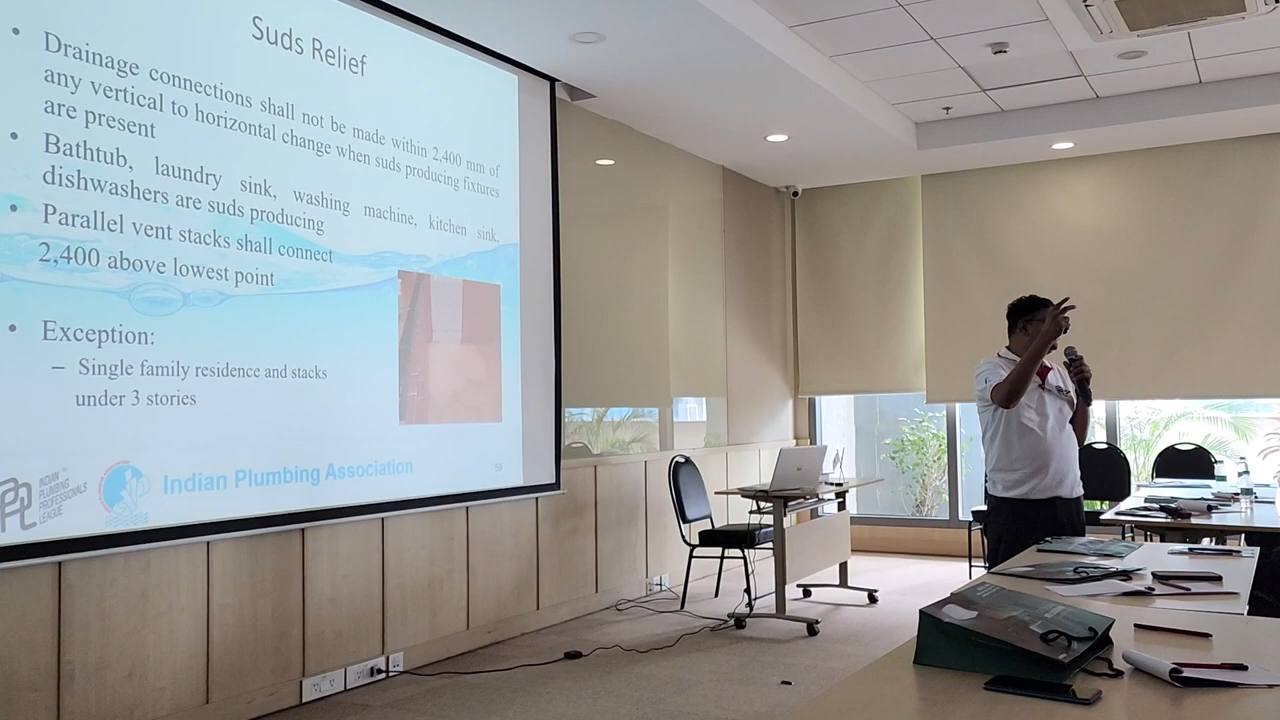 Suds Relief
• Drainage connections shall not be made within 2,400 mm of
any vertical to horizontal change when suds producing fixtures
are present
• Bathtub, laundry sink, washing machine, kitchen sink,
dishwashers are suds producing
• Parallel vent stacks shall connect
2,400 above lowest point
• Exception:
– Single family residence and stacks
under 3 stories
INDIAN
PLUMBING
PROFESSIONALS
LEAGUE
Indian Plumbing Association
59